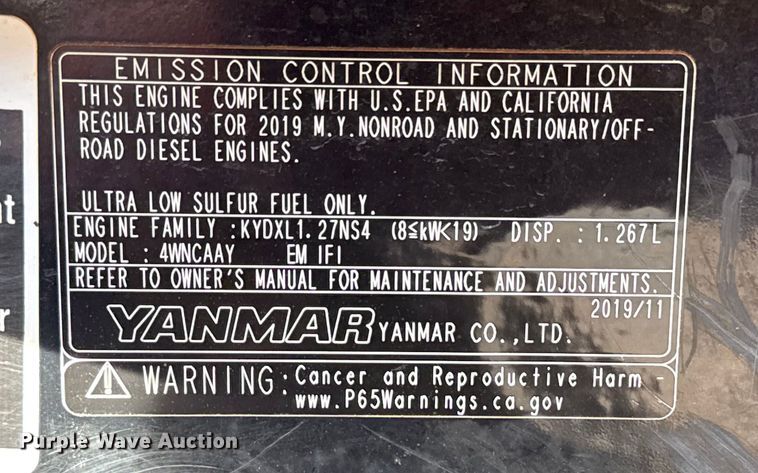 EMISSION CONTROL INFORMATION
THIS ENGINE COMPLIES WITH U.S.EPA AND CALIFORNIA
REGULATIONS FOR 2019 M.Y.NONROAD AND STATIONARY/OFF-
ROAD DIESEL ENGINES.
ULTRA LOW SULFUR FUEL ONLY.
ENGINE FAMILY : KYDXL1.27NS4 (8≦kW<19) DISP. : 1.267L
MODEL : 4WNCAAY EM IFI
REFER TO OWNER'S MANUAL FOR MAINTENANCE AND ADJUSTMENTS.
2019/11
YANMAR YANMAR CO.,LTD.
WARNING: Cancer and Reproductive Harm -
www.P65Warnings.ca.gov
Purple Wave Auction